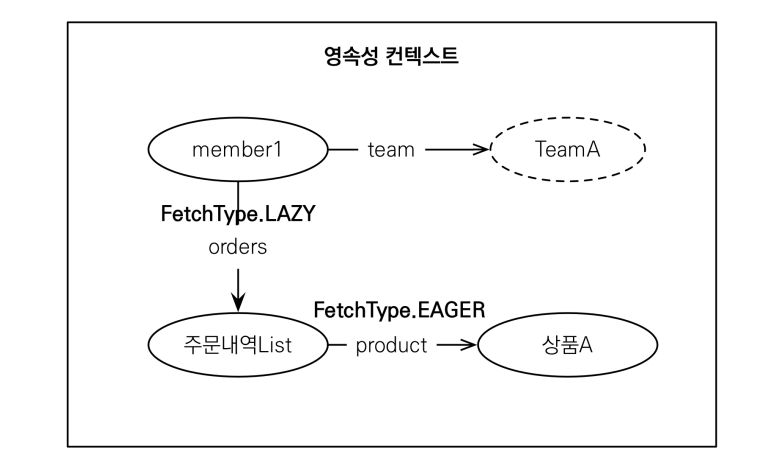 영속성 컨텍스트
member1
team
TeamA
FetchType.LAZY
orders
FetchType.EAGER
주문내역List
product
상품A